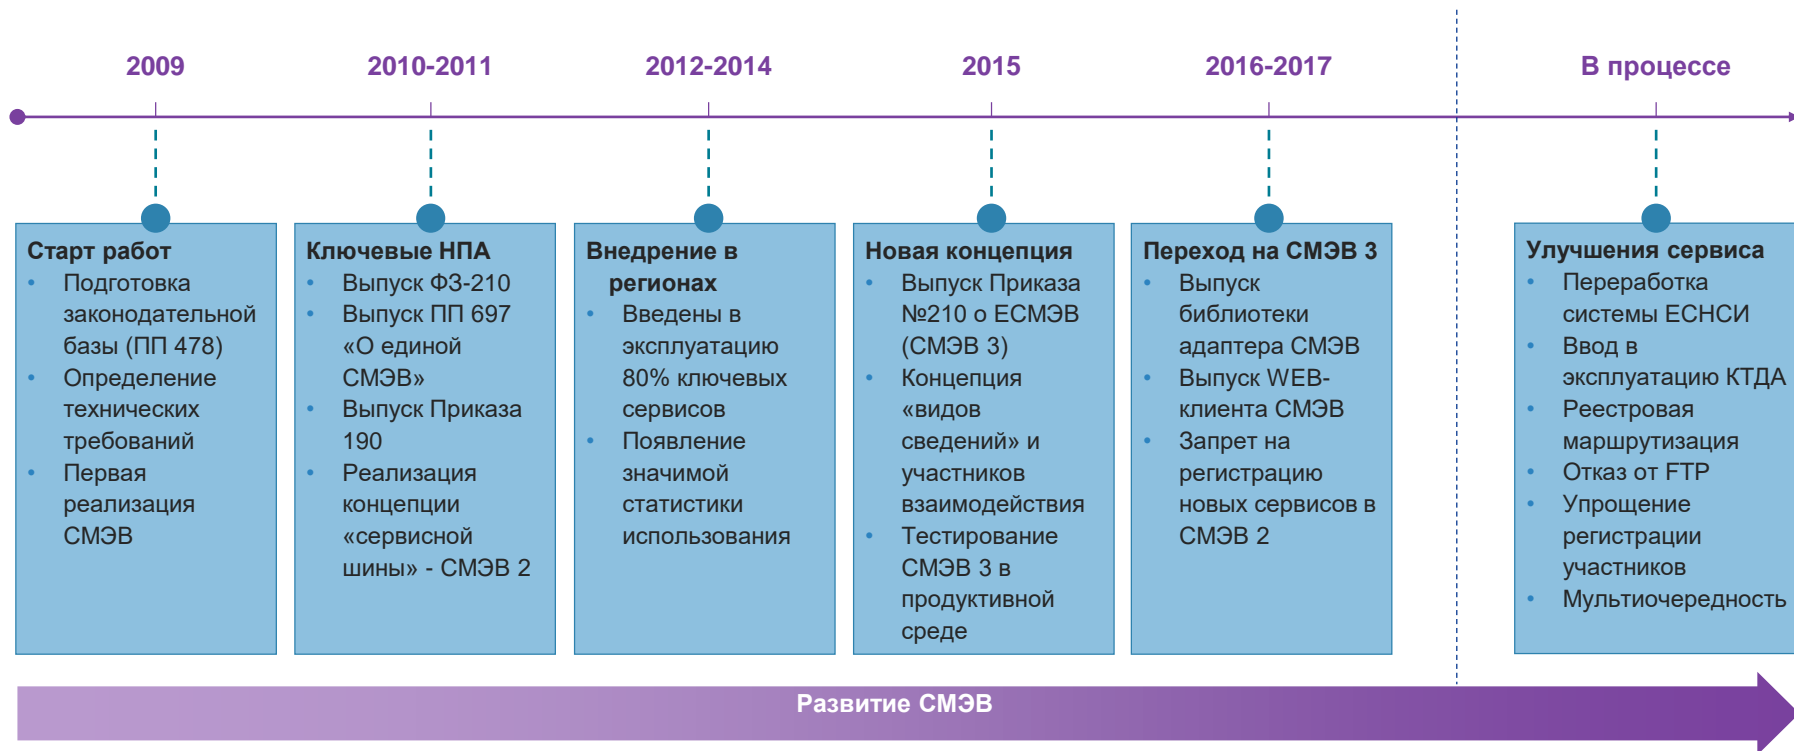 2009
2010-2011
2012-2014
2015
2016-2017
В процессе
Старт работ
• Подготовка
законодательной
базы (ПП 478)
• Определение
технических
требований
• Первая
реализация
СМЭВ
Ключевые НПА
• Выпуск ФЗ-210
• Выпуск ПП 697
«О единой
СМЭВ»
• Выпуск Приказа
190
• Реализация
концепции
«сервисной
шины» - СМЭВ 2
Внедрение в
регионах
• Введены в
эксплуатацию
80% ключевых
сервисов
• Появление
значимой
статистики
использования
Новая концепция
• Выпуск Приказа
№210 о ЕСМЭВ
(СМЭВ 3)
• Концепция
«видов
сведений» и
участников
взаимодействия
• Тестирование
СМЭВ 3 в
продуктивной
среде
Переход на СМЭВ 3
• Выпуск
библиотеки
адаптера СМЭВ
• Выпуск WEB-
клиента СМЭВ
• Запрет на
регистрацию
новых сервисов в
СМЭВ 2
Улучшения сервиса
• Переработка
системы ЕСНСИ
• Ввод в
эксплуатацию КТДА
• Реестровая
маршрутизация
• Отказ от FTP
• Упрощение
регистрации
участников
• Мультиочередность
Развитие СМЭВ